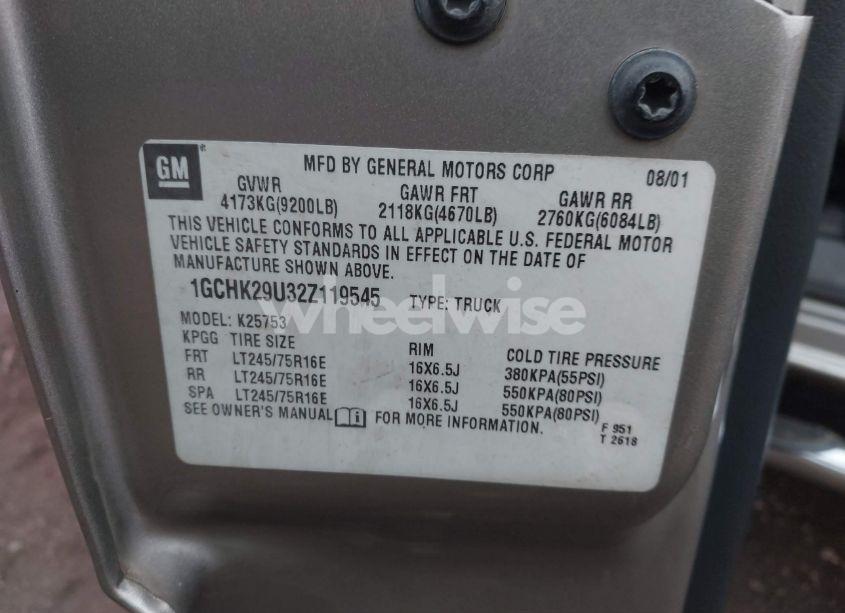 GM
MFD BY GENERAL MOTORS CORP 08/01
GVWR GAWR FRT GAWR RR
4173KG(9200LB) 2118KG(4670LB) 2760KG(6084LB)
THIS VEHICLE CONFORMS TO ALL APPLICABLE U.S. FEDERAL MOTOR
VEHICLE SAFETY STANDARDS IN EFFECT ON THE DATE OF
MANUFACTURE SHOWN ABOVE.
1GCHK29U32Z119545 TYPE: TRUCK
MODEL: K25753
KPGG TIRE SIZE RIM COLD TIRE PRESSURE
FRT LT245/75R16E 16X6.5J 380KPA(55PSI)
RR LT245/75R16E 16X6.5J 550KPA(80PSI)
SPA LT245/75R16E 16X6.5J 550KPA(80PSI)
SEE OWNER'S MANUAL FOR MORE INFORMATION.
F 951
T 2618
wheelwise